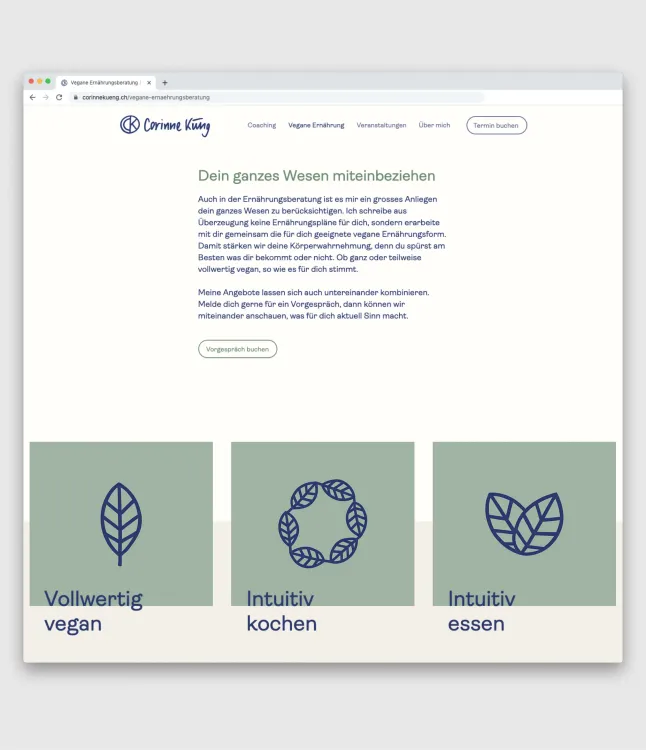 Vegane Ernährungsberatung
corinnekueng.ch/vegane-ernaehrungsberatung
CK Corinne Küng
Coaching Vegane Ernährung Veranstaltungen Über mich Termin buchen
Dein ganzes Wesen miteinbeziehen
Auch in der Ernährungsberatung ist es mir ein grosses Anliegen
dein ganzes Wesen zu berücksichtigen. Ich schreibe aus
Überzeugung keine Ernährungspläne für dich, sondern erarbeite
mit dir gemeinsam die für dich geeignete vegane Ernährungsform.
Damit stärken wir deine Körperwahrnehmung, denn du spürst am
Besten was dir bekommt oder nicht. Ob ganz oder teilweise
vollwertig vegan, so wie es für dich stimmt.
Meine Angebote lassen sich auch untereinander kombinieren.
Melde dich gerne für ein Vorgespräch, dann können wir
miteinander anschauen, was für dich aktuell Sinn macht.
Vorgespräch buchen
Vollwertig
vegan
Intuitiv
kochen
Intuitiv
essen